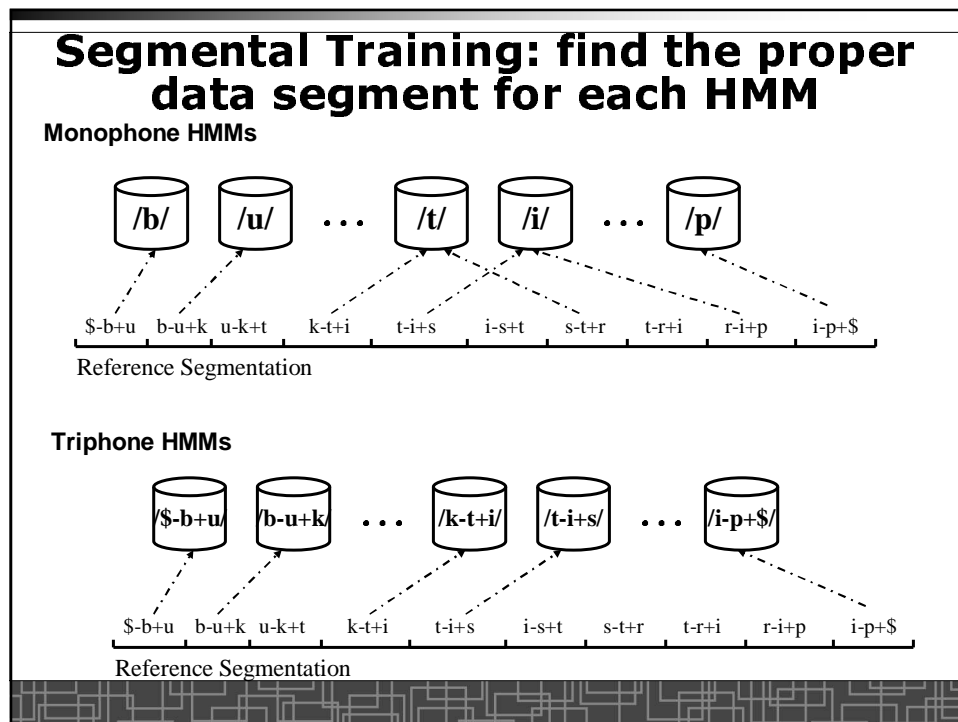 Segmental Training: find the proper
data segment for each HMM
Monophone HMMs
/b/ /u/ ... /t/ /i/ ... /p/
$-b+u b-u+k u-k+t k-t+i t-i+s i-s+t s-t+r t-r+i r-i+p i-p+$
Reference Segmentation
Triphone HMMs
/$-b+u/ /b-u+k/ ... /k-t+i/ /t-i+s/ ... /i-p+$/
$-b+u b-u+k u-k+t k-t+i t-i+s i-s+t s-t+r t-r+i r-i+p i-p+$
Reference Segmentation